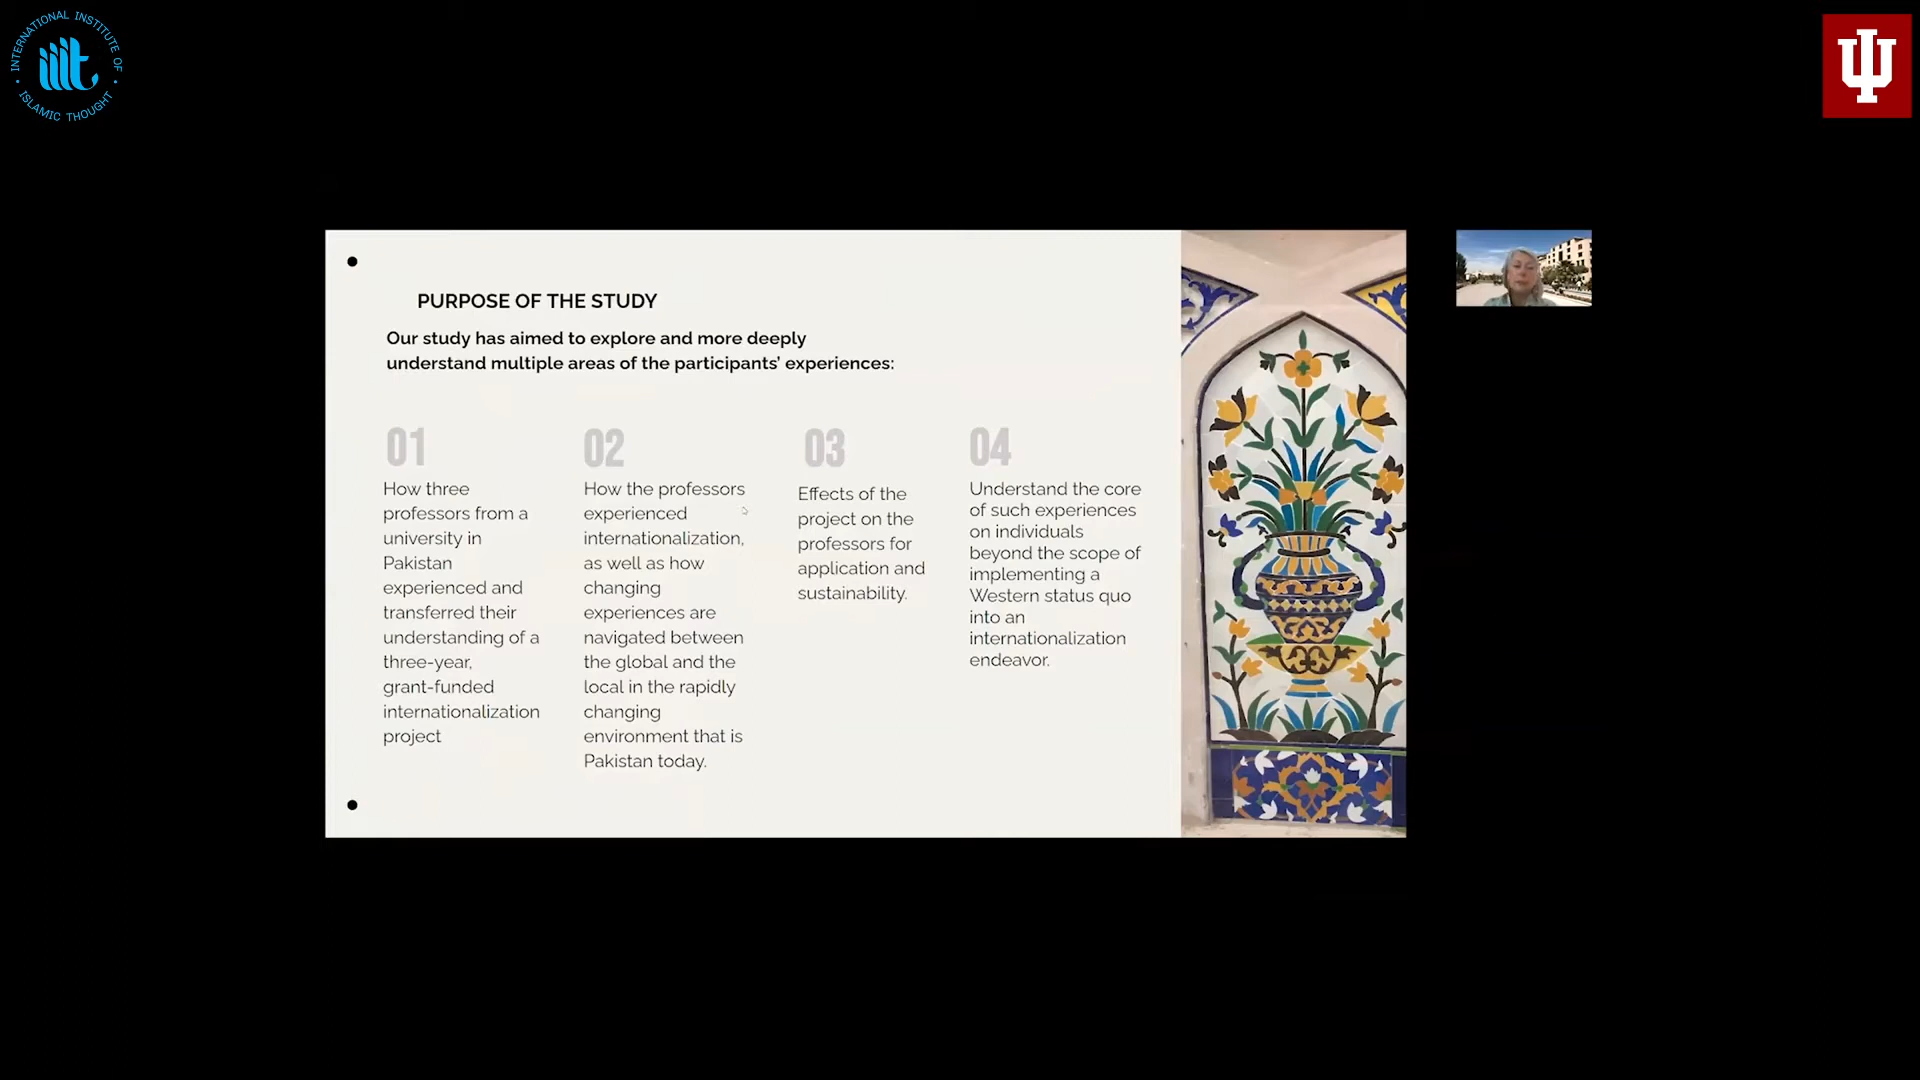 INTERNATIONAL INSTITUTE OF
ISLAMIC THOUGHT
iiit
PURPOSE OF THE STUDY
Our study has aimed to explore and more deeply
understand multiple areas of the participants' experiences:
01
How three
professors from a
university in
Pakistan
experienced and
transferred their
understanding of a
three-year,
grant-funded
internationalization
project
02
How the professors
experienced
internationalization,
as well as how
changing
experiences are
navigated between
the global and the
local in the rapidly
changing
environment that is
Pakistan today.
03
Effects of the
project on the
professors for
application and
sustainability.
04
Understand the core
of such experiences
on individuals
beyond the scope of
implementing a
Western status quo
into an
internationalization
endeavor.